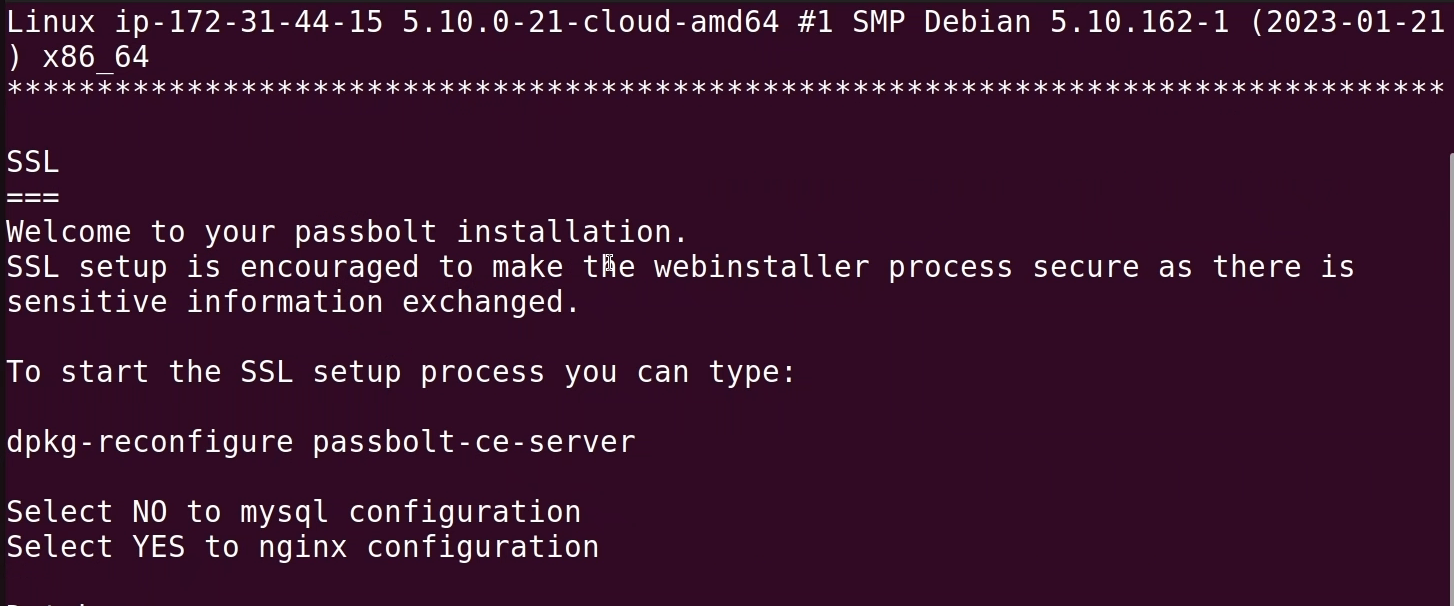 Linux ip-172-31-44-15 5.10.0-21-cloud-amd64 #1 SMP Debian 5.10.162-1 (2023-01-21
) x86_64
********************************************************************************
SSL
===
Welcome to your passbolt installation.
SSL setup is encouraged to make the webinstaller process secure as there is
sensitive information exchanged.
To start the SSL setup process you can type:
dpkg-reconfigure passbolt-ce-server
Select NO to mysql configuration
Select YES to nginx configuration